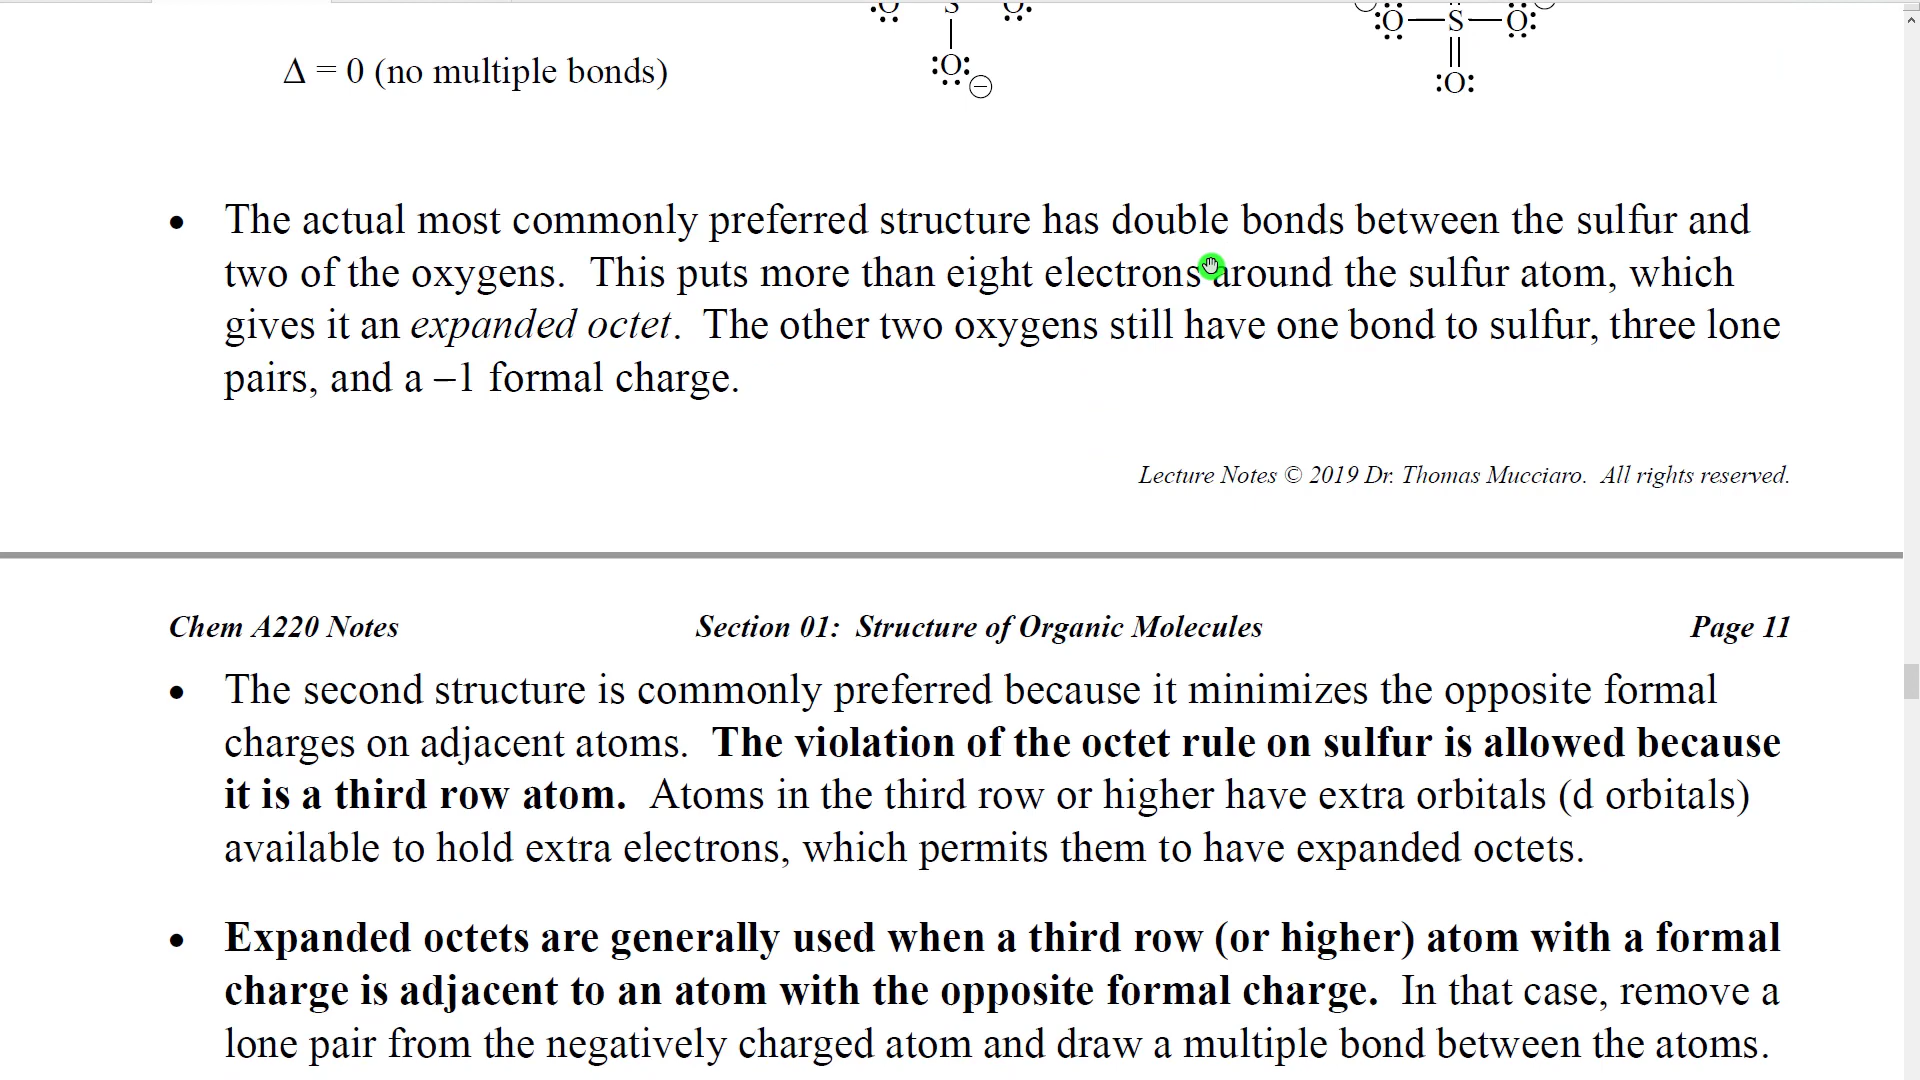 :O S O:
:O—S—O:
Δ = 0 (no multiple bonds)
:O:
:O:
• The actual most commonly preferred structure has double bonds between the sulfur and
two of the oxygens. This puts more than eight electrons around the sulfur atom, which
gives it an expanded octet. The other two oxygens still have one bond to sulfur, three lone
pairs, and a –1 formal charge.
Lecture Notes © 2019 Dr. Thomas Mucciaro. All rights reserved.
Chem A220 Notes Section 01: Structure of Organic Molecules Page 11
• The second structure is commonly preferred because it minimizes the opposite formal
charges on adjacent atoms. The violation of the octet rule on sulfur is allowed because
it is a third row atom. Atoms in the third row or higher have extra orbitals (d orbitals)
available to hold extra electrons, which permits them to have expanded octets.
• Expanded octets are generally used when a third row (or higher) atom with a formal
charge is adjacent to an atom with the opposite formal charge. In that case, remove a
lone pair from the negatively charged atom and draw a multiple bond between the atoms.